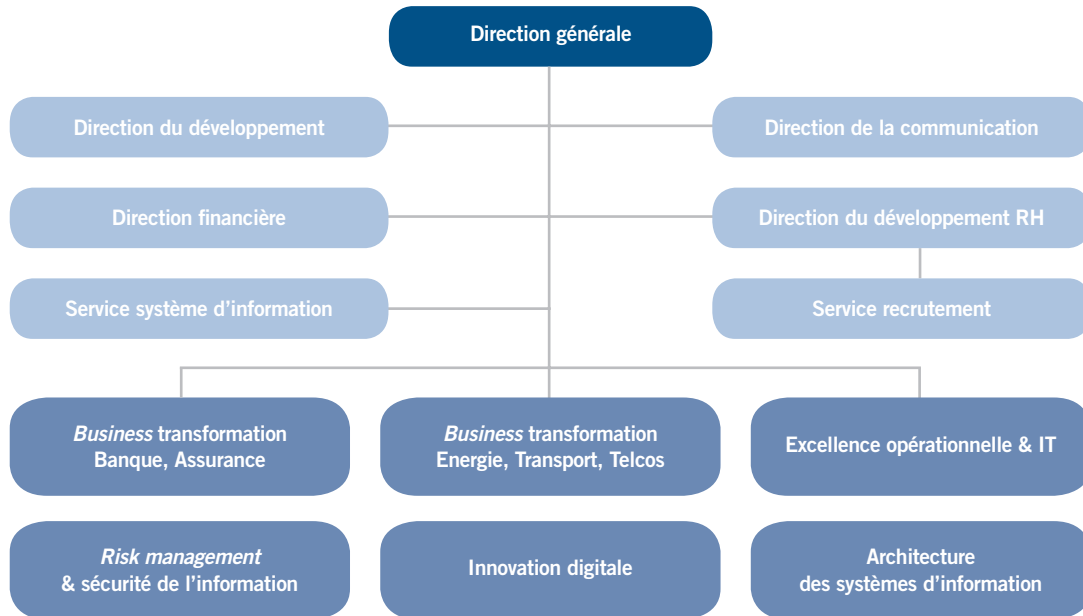 Direction générale
Direction du développement
Direction de la communication
Direction financière
Direction du développement RH
Service système d'information
Service recrutement
Business transformation
Banque, Assurance
Business transformation
Energie, Transport, Telcos
Excellence opérationnelle & IT
Risk management
& sécurité de l'information
Innovation digitale
Architecture
des systèmes d'information